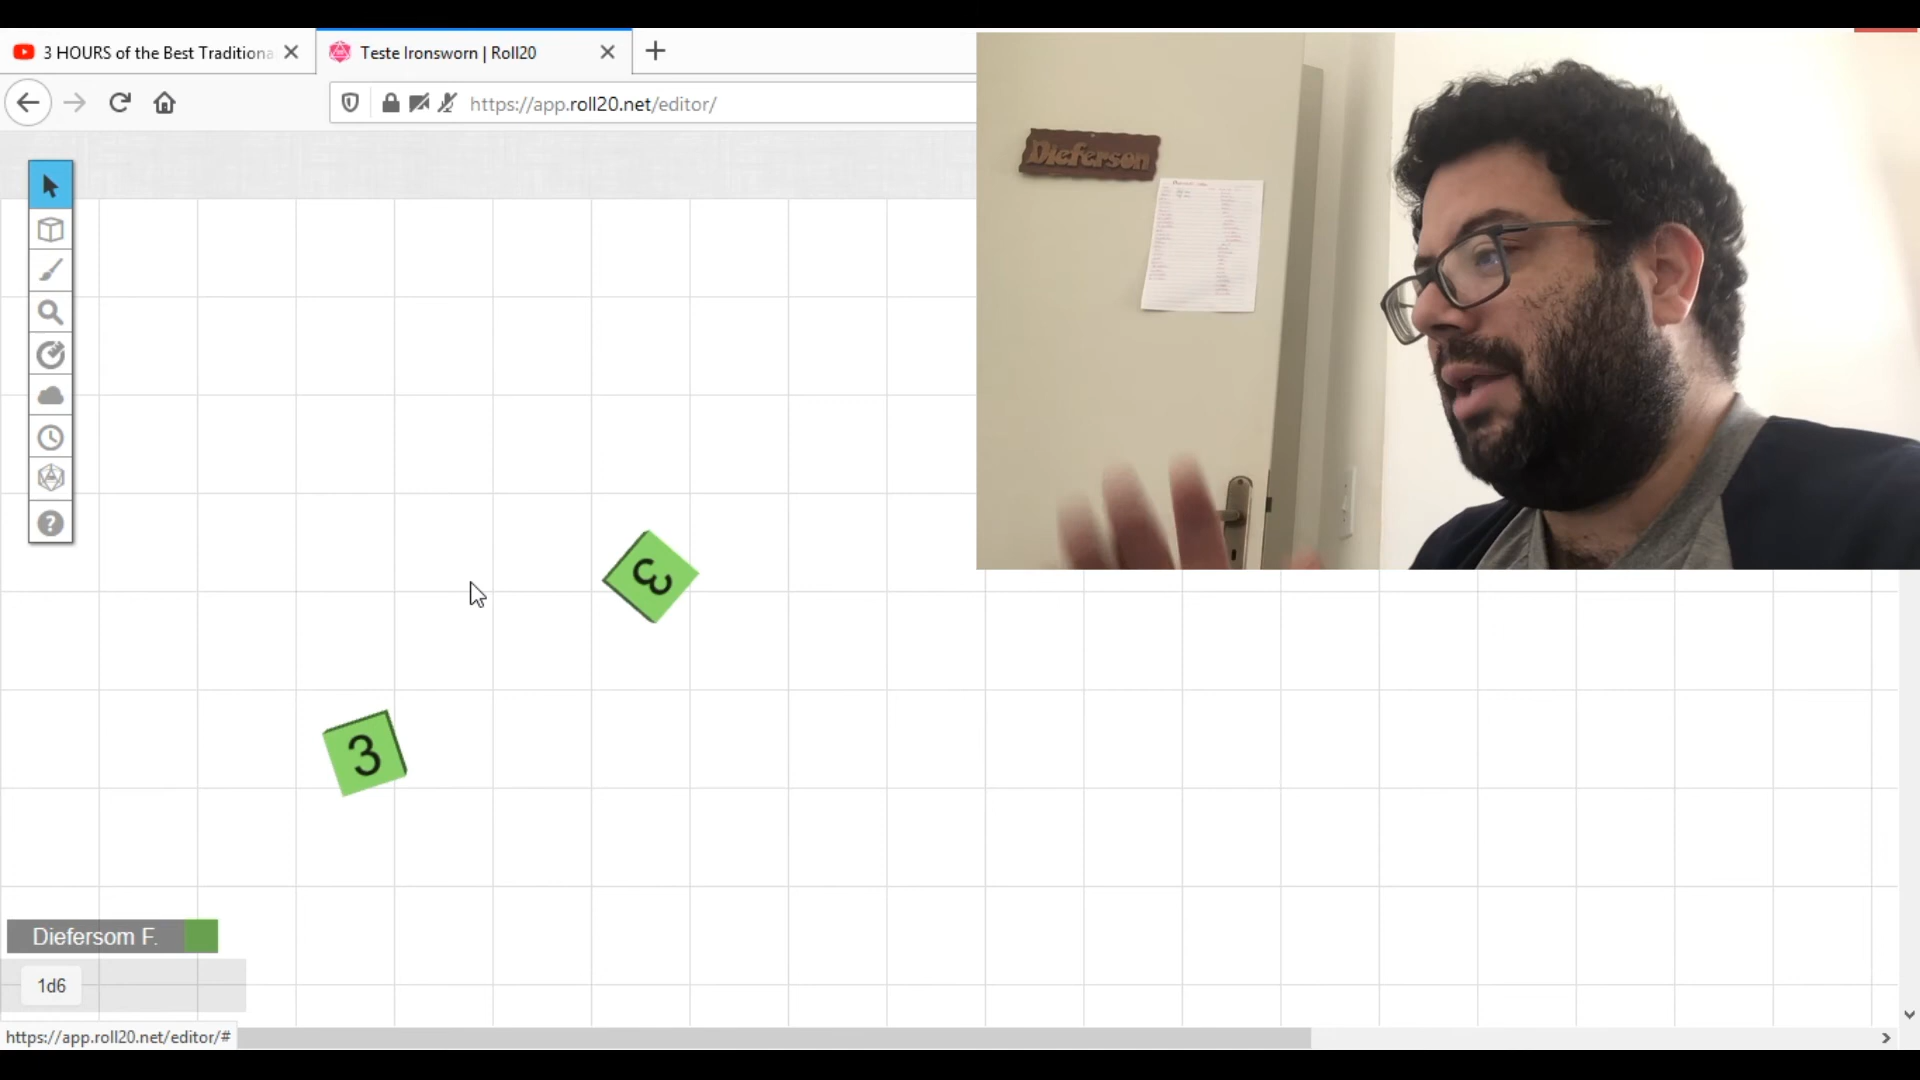 3 HOURS of the Best Traditiona
Teste Ironsworn | Roll20
https://app.roll20.net/editor/
Dieferson
3
3
Diefersom F.
1d6
https://app.roll20.net/editor/#